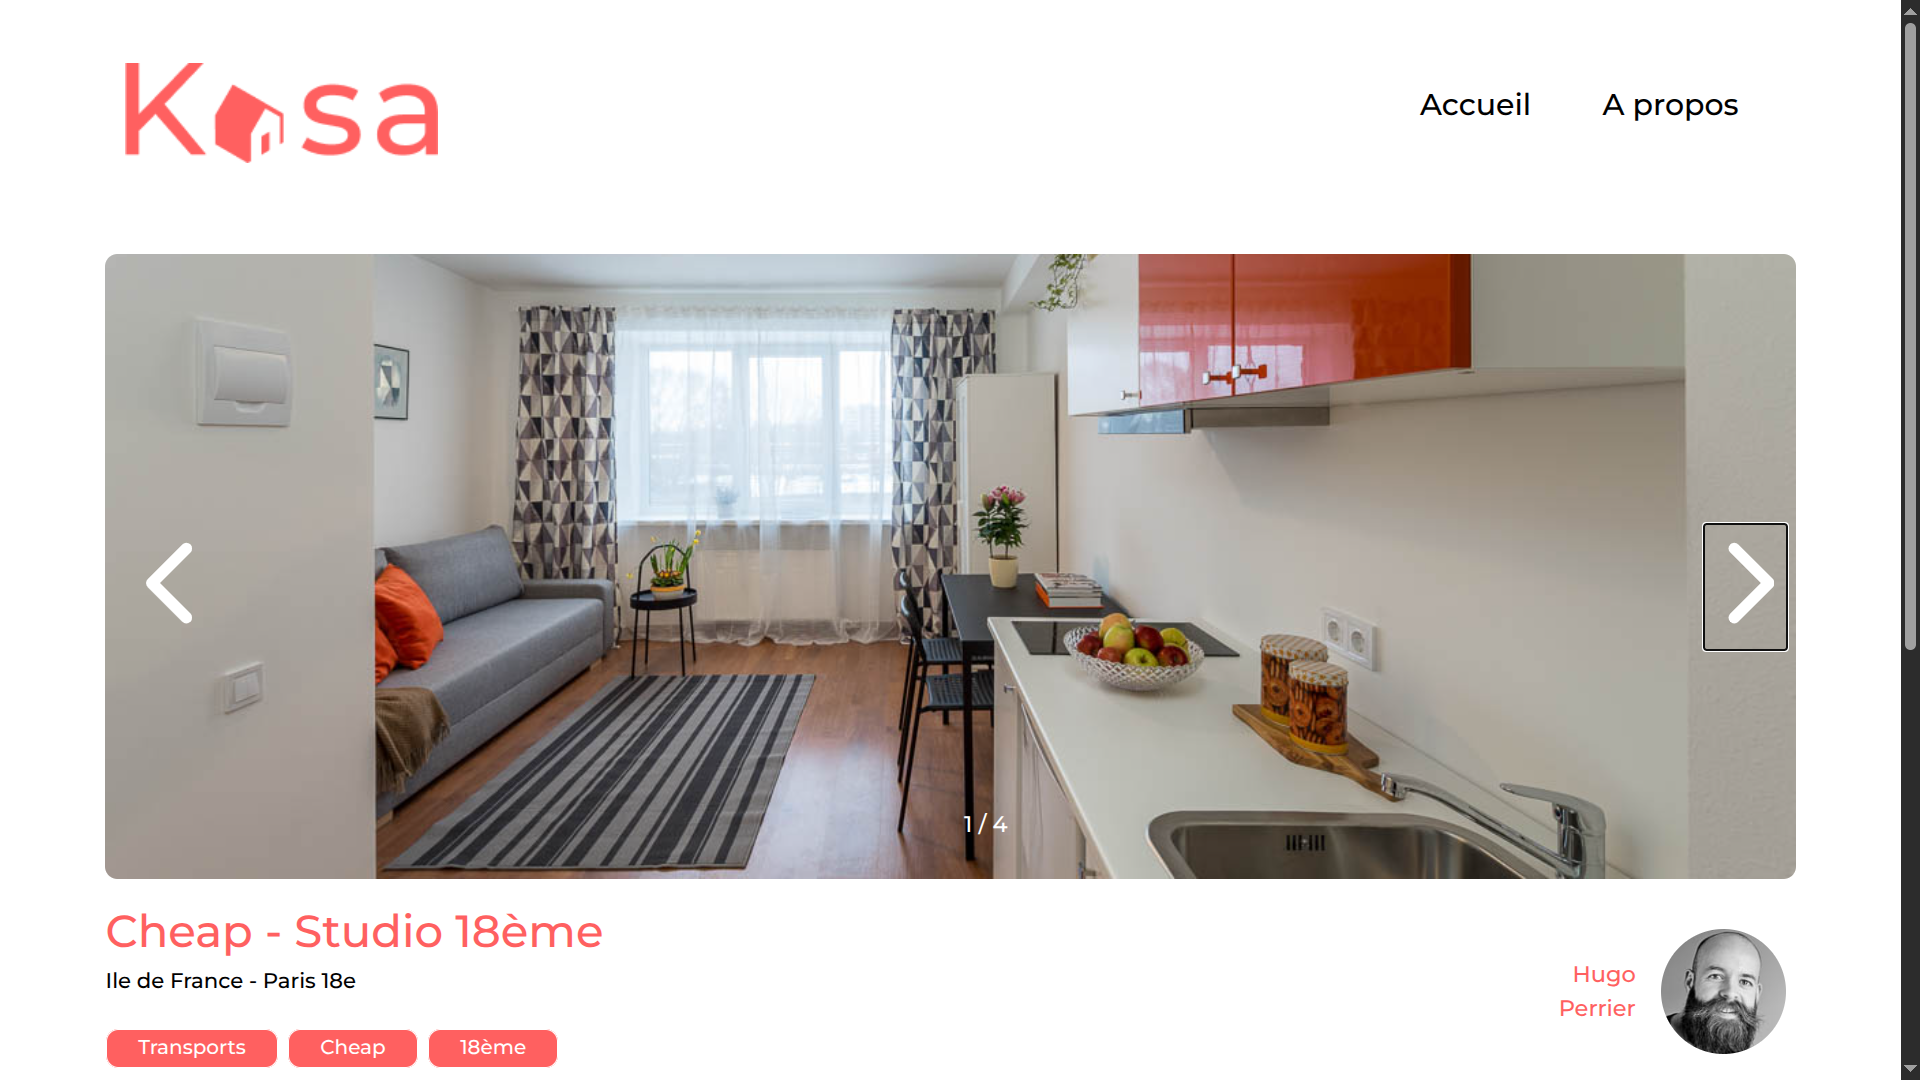 Kasa
Accueil
A propos
1 / 4
Cheap - Studio 18ème
Ile de France - Paris 18e
Hugo
Perrier
Transports
Cheap
18ème